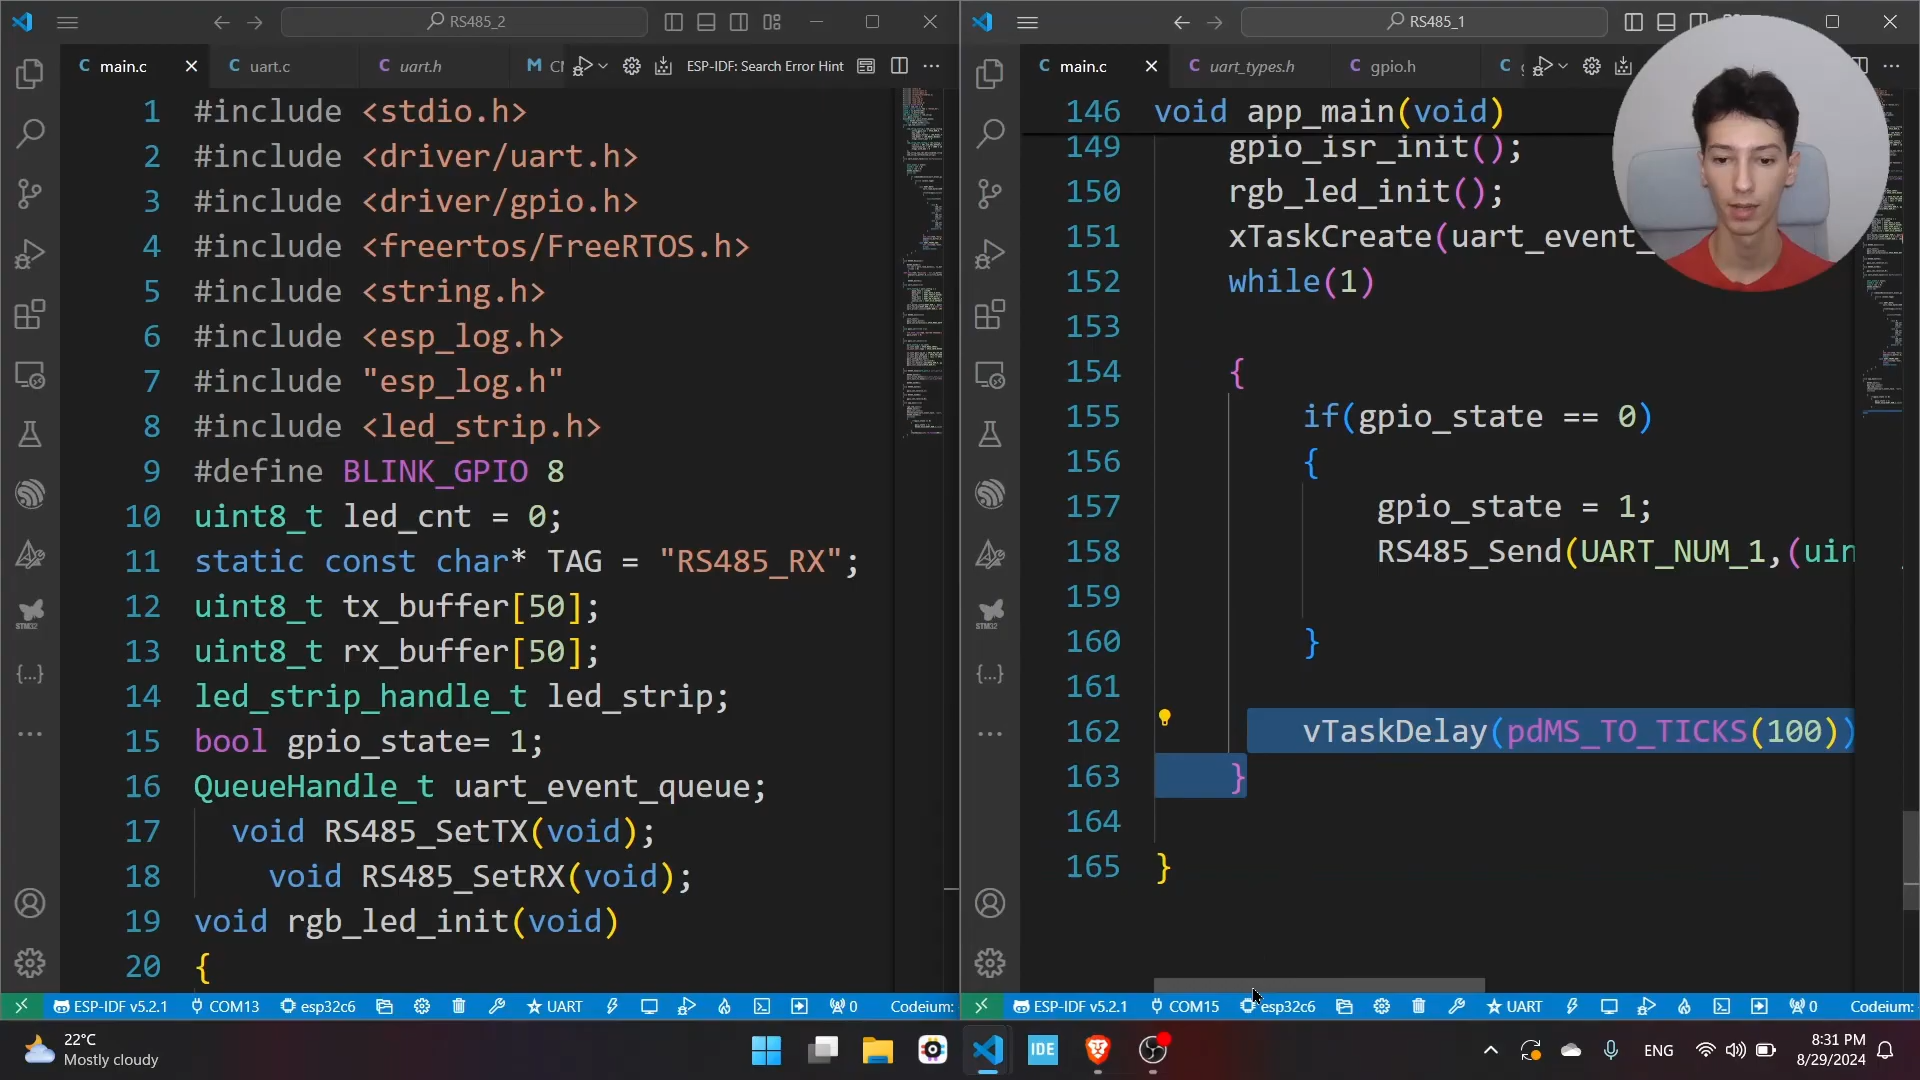 RS485_2
main.c
uart.c
uart.h
ESP-IDF: Search Error Hint
1 #include <stdio.h>
2 #include <driver/uart.h>
3 #include <driver/gpio.h>
4 #include <freertos/FreeRTOS.h>
5 #include <string.h>
6 #include <esp_log.h>
7 #include "esp_log.h"
8 #include <led_strip.h>
9 #define BLINK_GPIO 8
10 uint8_t led_cnt = 0;
11 static const char* TAG = "RS485_RX";
12 uint8_t tx_buffer[50];
13 uint8_t rx_buffer[50];
14 led_strip_handle_t led_strip;
15 bool gpio_state= 1;
16 QueueHandle_t uart_event_queue;
17 void RS485_SetTX(void);
18 void RS485_SetRX(void);
19 void rgb_led_init(void)
20 {
ESP-IDF v5.2.1 COM13 esp32c6 UART 0 Codeium:
RS485_1
main.c
uart_types.h
gpio.h
146 void app_main(void)
149 gpio_isr_init();
150 rgb_led_init();
151 xTaskCreate(uart_event_
152 while(1)
153
154 {
155 if(gpio_state == 0)
156 {
157 gpio_state = 1;
158 RS485_Send(UART_NUM_1,(uin
159
160 }
161
162 vTaskDelay(pdMS_TO_TICKS(100))
163 }
164
165 }
ESP-IDF v5.2.1 COM15 esp32c6 UART 0 Codeium:
STM32
STM32
22°C
Mostly cloudy
IDE
ENG
8:31 PM
8/29/2024